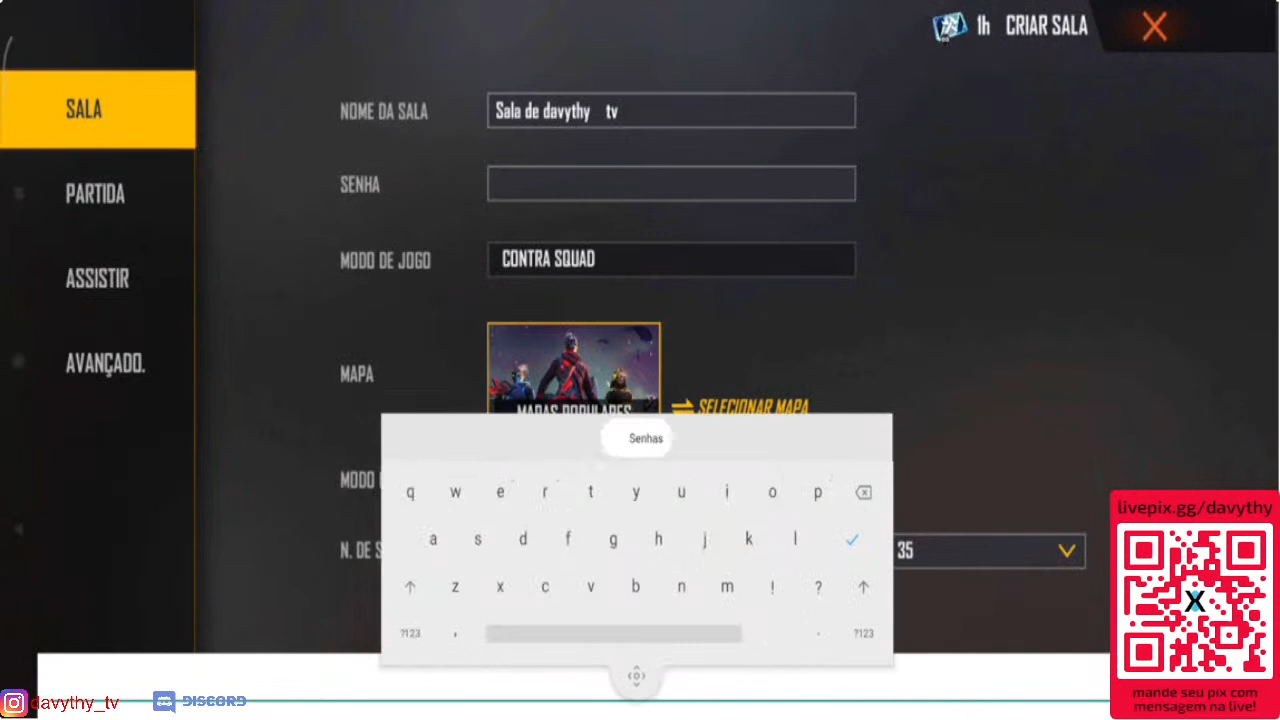 1h CRIAR SALA
SALA
NOME DA SALA
Sala de davythy tv
PARTIDA
SENHA
MODO DE JOGO
CONTRA SQUAD
ASSISTIR
AVANÇADO.
MAPA
MAPAS POPULARES
SELECIONAR MAPA
Senhas
MODO
q w e r t y u i o p
a s d f g h j k l
z x c v b n m ! ?
?123 , . ?123
N. DE S
35
livepix.gg/davythy
mande seu pix com
mensagem na live!
davythy_tv
DISCORD